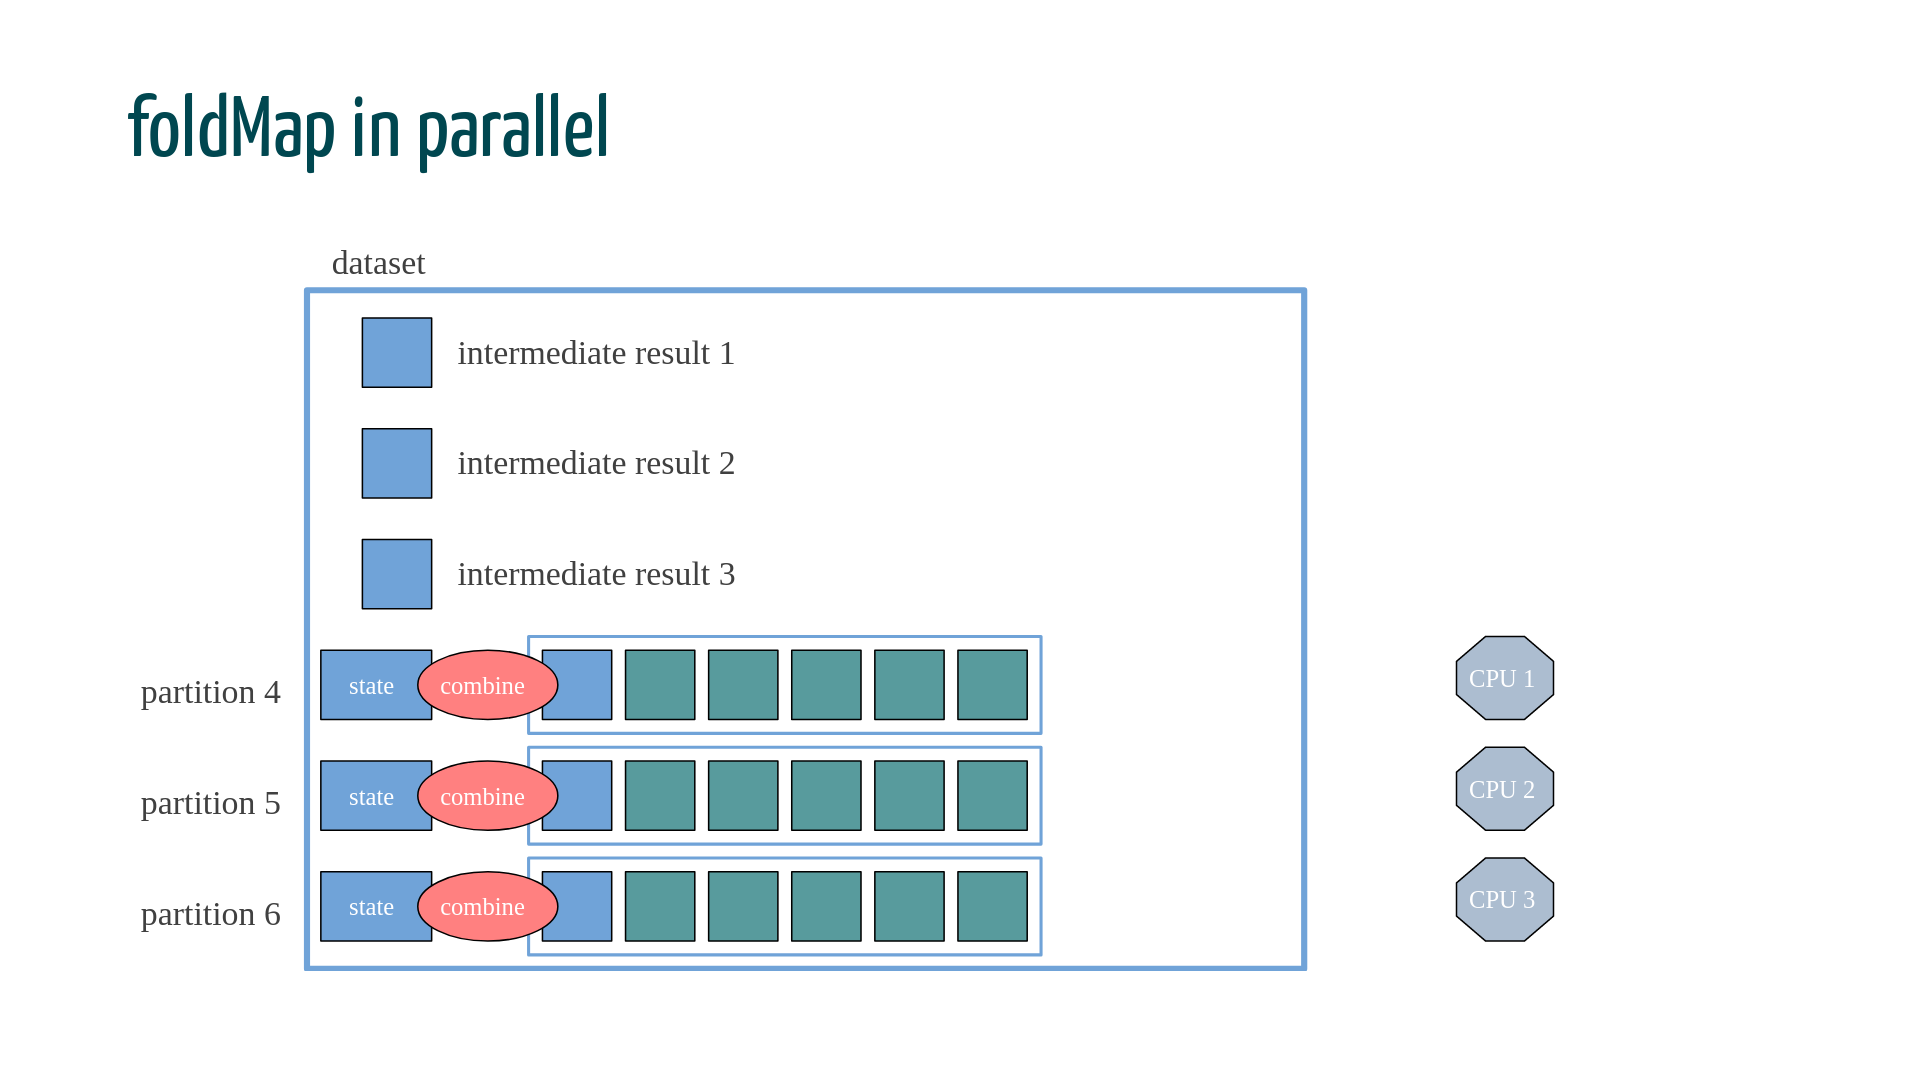 foldMap in parallel
dataset
intermediate result 1
intermediate result 2
intermediate result 3
partition 4 state combine CPU 1
partition 5 state combine CPU 2
partition 6 state combine CPU 3